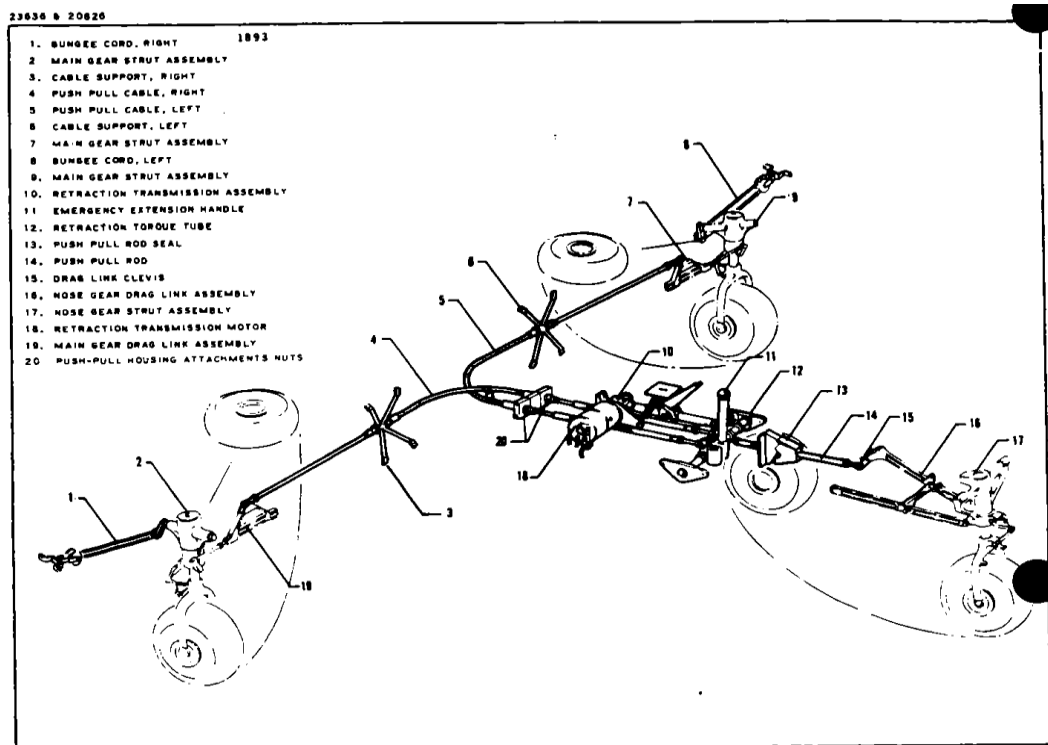 23636 & 20826
1893
1. BUNGEE CORD, RIGHT
2 MAIN GEAR STRUT ASSEMBLY
3. CABLE SUPPORT, RIGHT
4 PUSH PULL CABLE, RIGHT
5 PUSH PULL CABLE, LEFT
6 CABLE SUPPORT, LEFT
7 MAIN GEAR STRUT ASSEMBLY
8 BUNGEE CORD, LEFT
9. MAIN GEAR STRUT ASSEMBLY
10. RETRACTION TRANSMISSION ASSEMBLY
11 EMERGENCY EXTENSION HANDLE
12. RETRACTION TORQUE TUBE
13. PUSH PULL ROD SEAL
14. PUSH PULL ROD
15. DRAG LINK CLEVIS
16. NOSE GEAR DRAG LINK ASSEMBLY
17. NOSE GEAR STRUT ASSEMBLY
18. RETRACTION TRANSMISSION MOTOR
19. MAIN GEAR DRAG LINK ASSEMBLY
20 PUSH-PULL HOUSING ATTACHMENTS NUTS
8
7
9
6
5
4
10
11
12
13
14
15
16
17
20
18
2
1
3
19